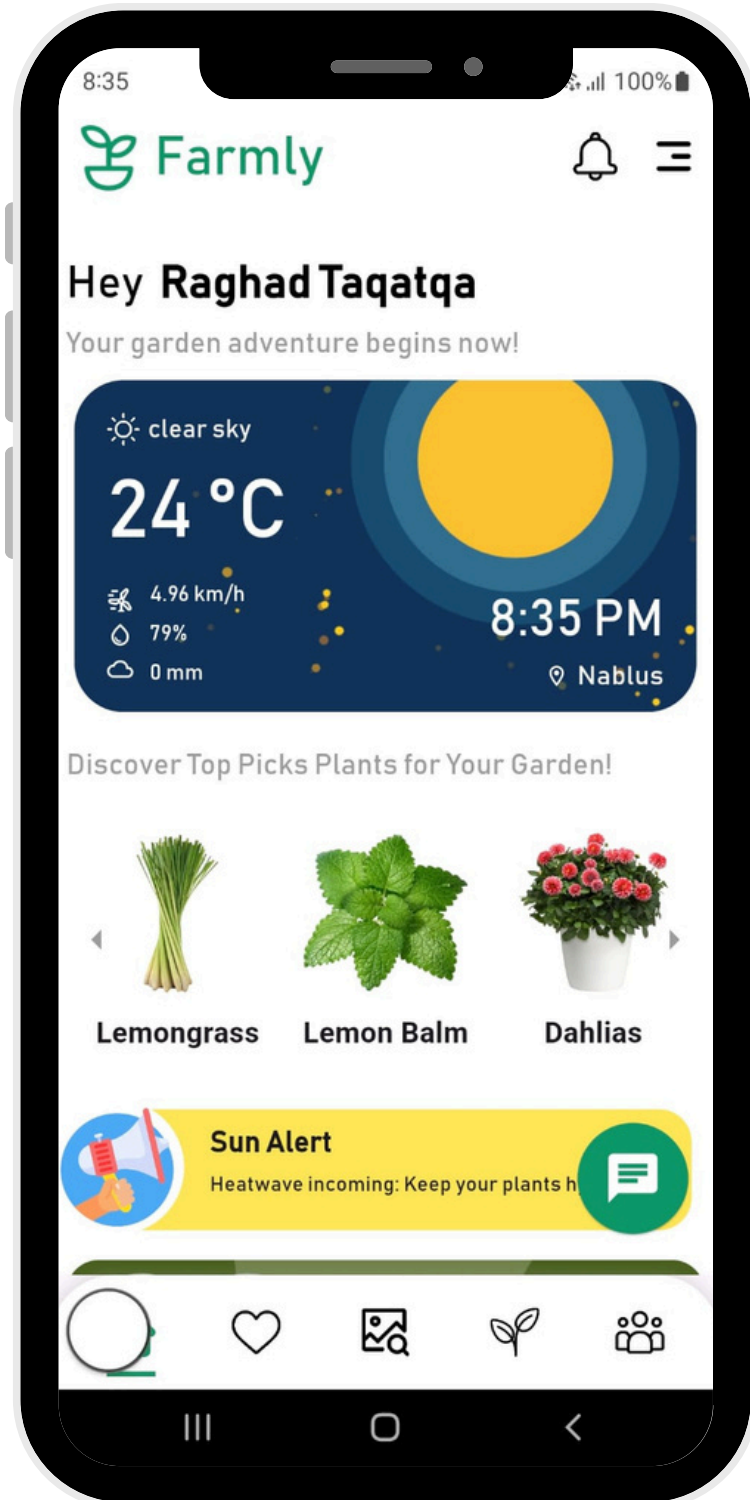 8:35
100%
Farmly
Hey Raghad Taqatqa
Your garden adventure begins now!
clear sky
24 °C
4.96 km/h
79%
0 mm
8:35 PM
Nablus
Discover Top Picks Plants for Your Garden!
Lemongrass
Lemon Balm
Dahlias
Sun Alert
Heatwave incoming: Keep your plants